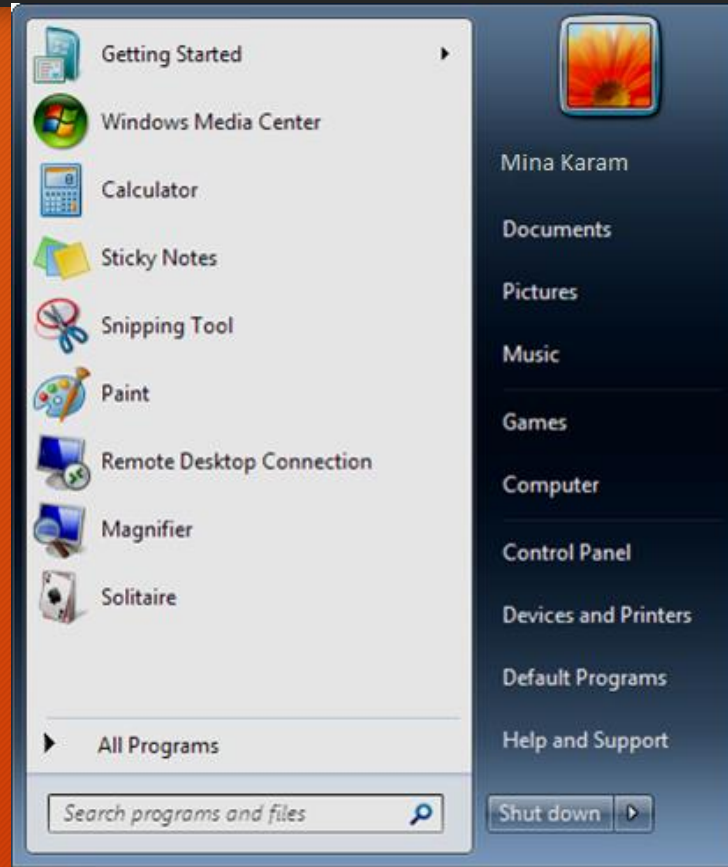 Getting Started
Windows Media Center
Calculator
Sticky Notes
Snipping Tool
Paint
Remote Desktop Connection
Magnifier
Solitaire
All Programs
Search programs and files
Mina Karam
Documents
Pictures
Music
Games
Computer
Control Panel
Devices and Printers
Default Programs
Help and Support
Shut down